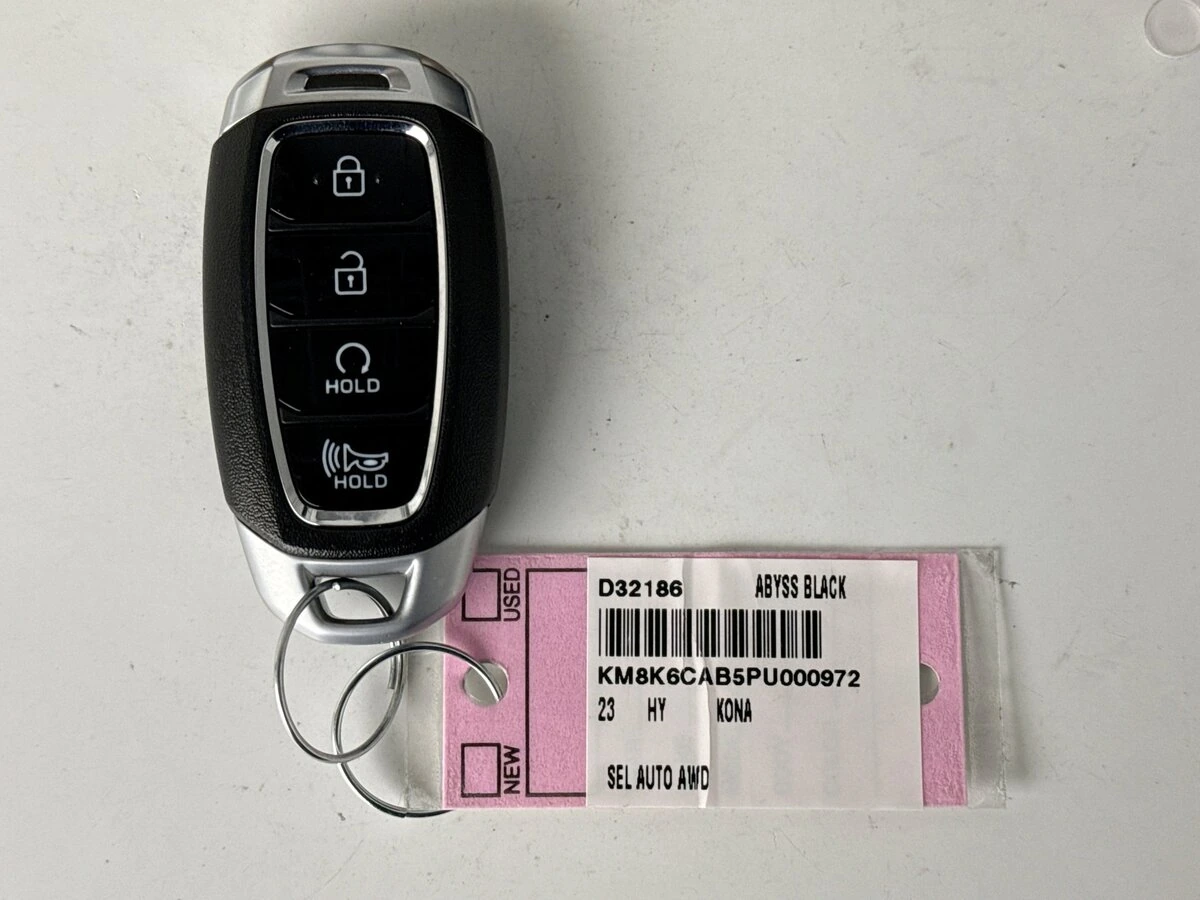 HOLD
HOLD
USED
NEW
D32186 ABYSS BLACK
KM8K6CAB5PU000972
23 HY KONA
SEL AUTO AWD